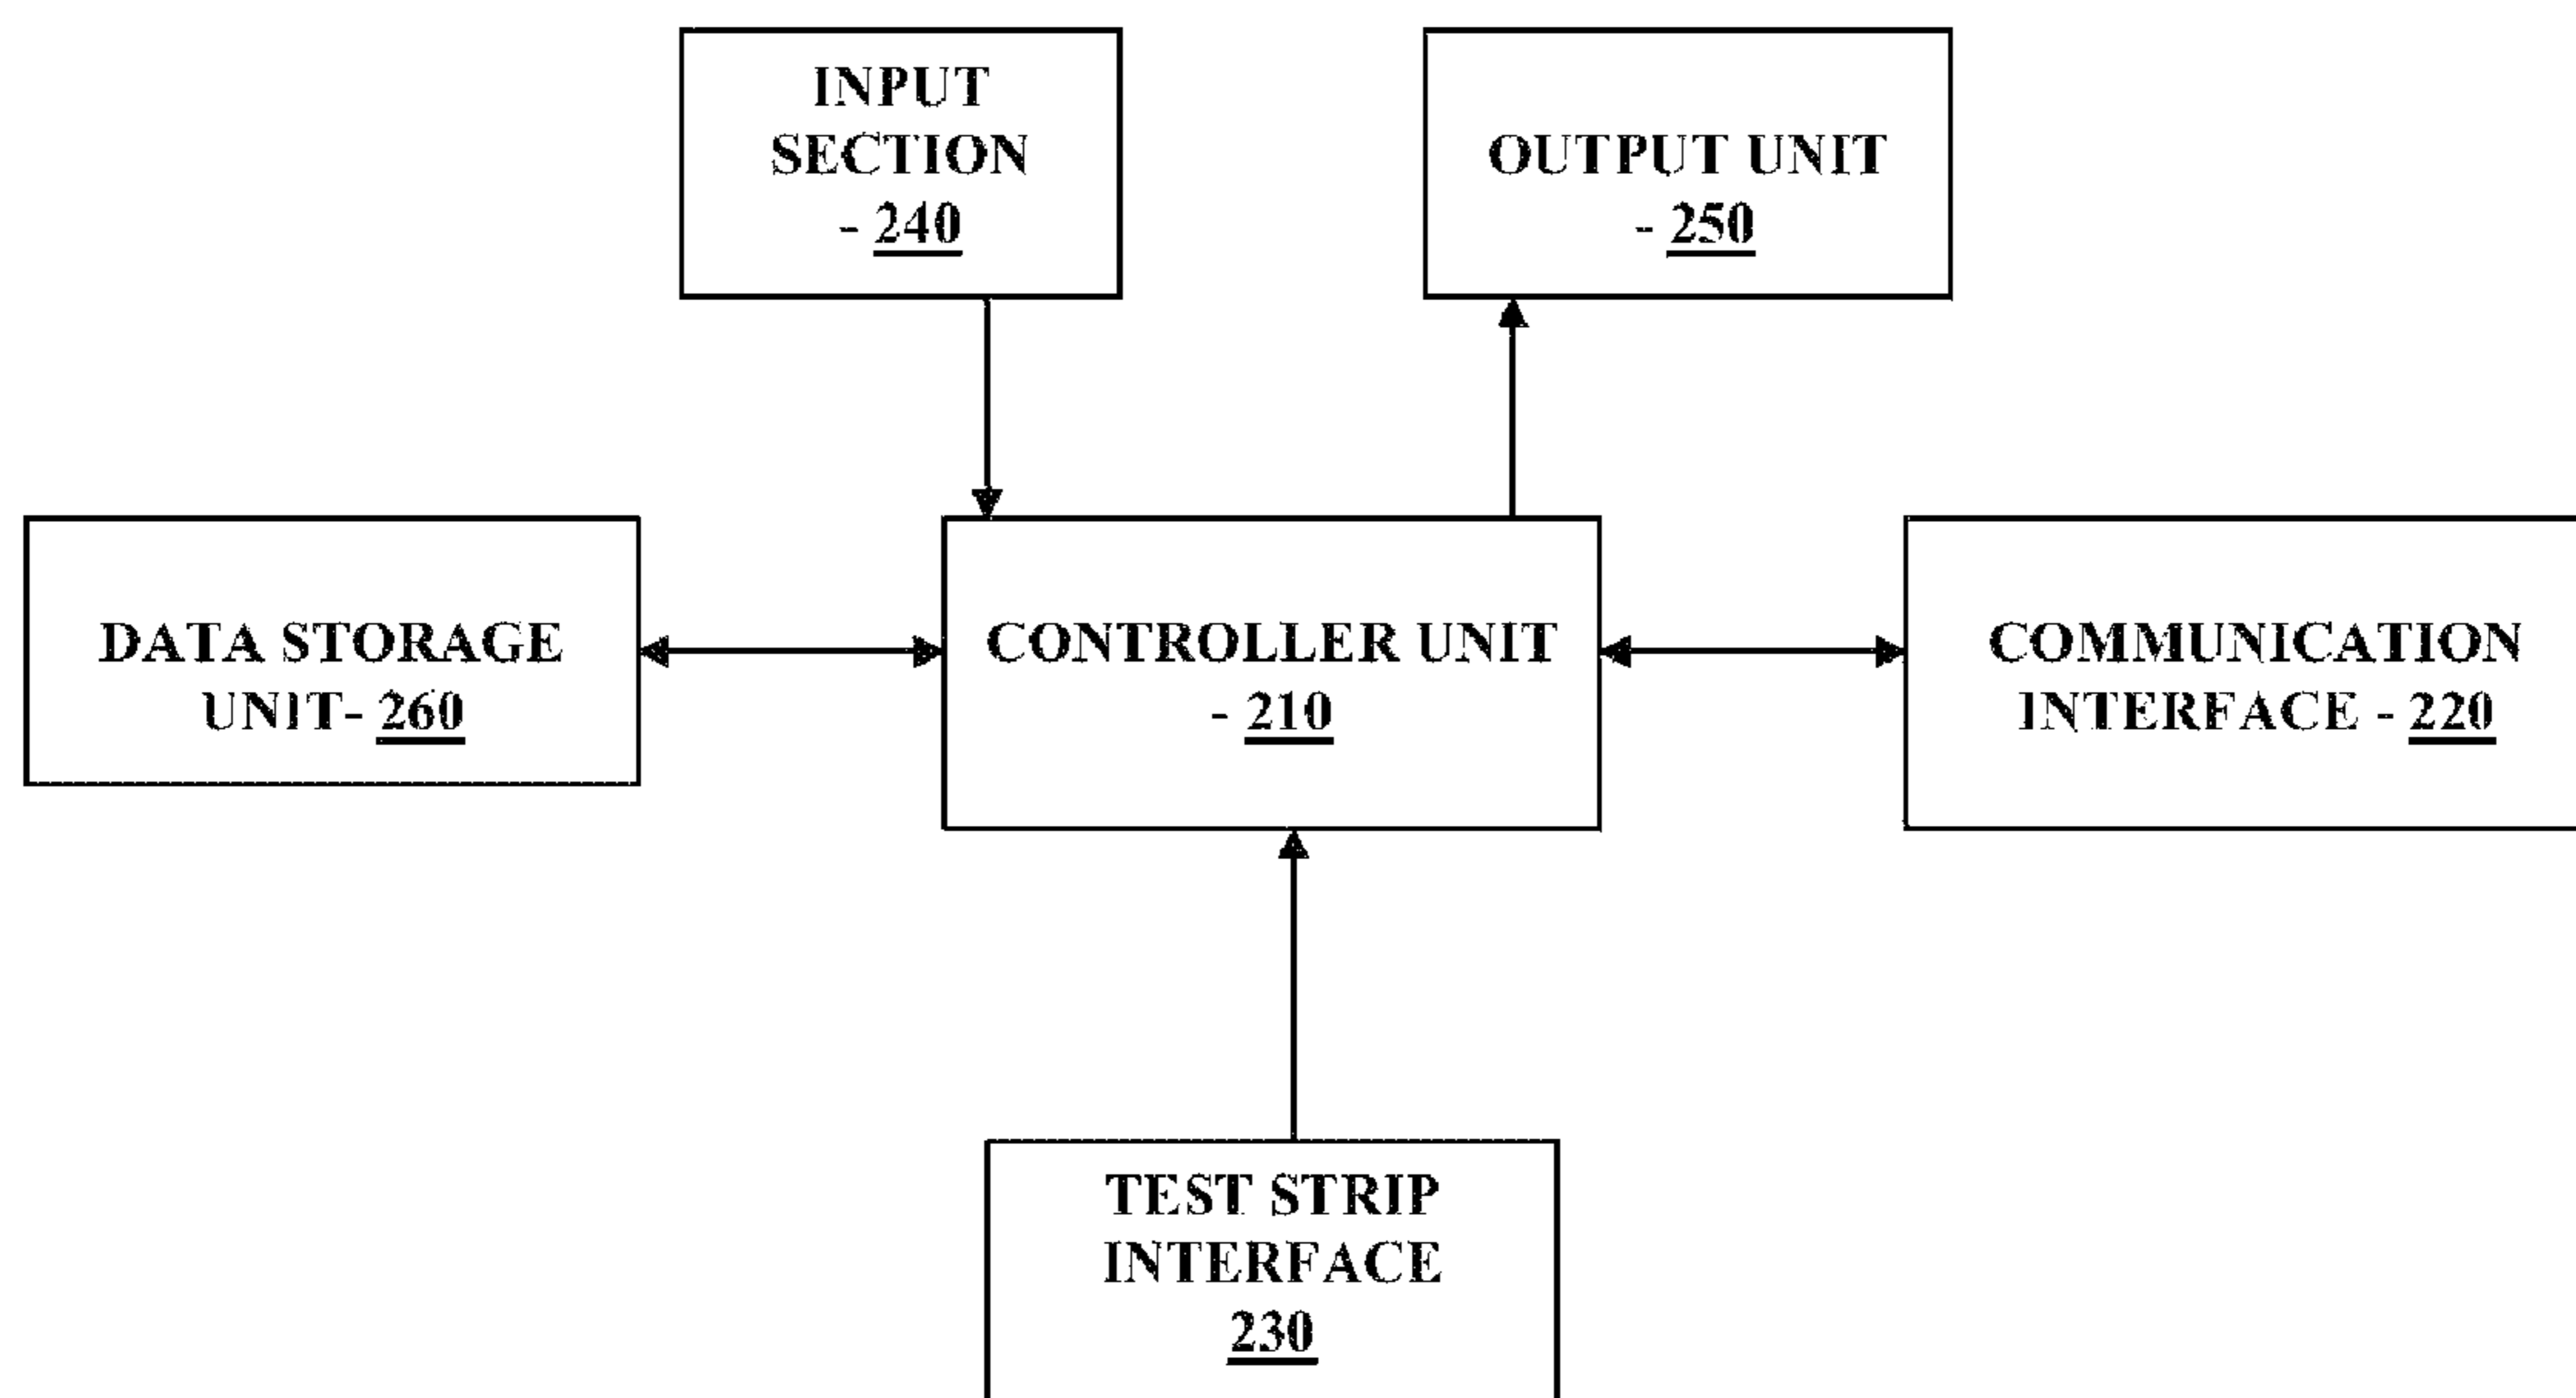 INPUT
SECTION
- 240
OUTPUT UNIT
- 250
DATA STORAGE
UNIT- 260
CONTROLLER UNIT
- 210
COMMUNICATION
INTERFACE - 220
TEST STRIP
INTERFACE
230